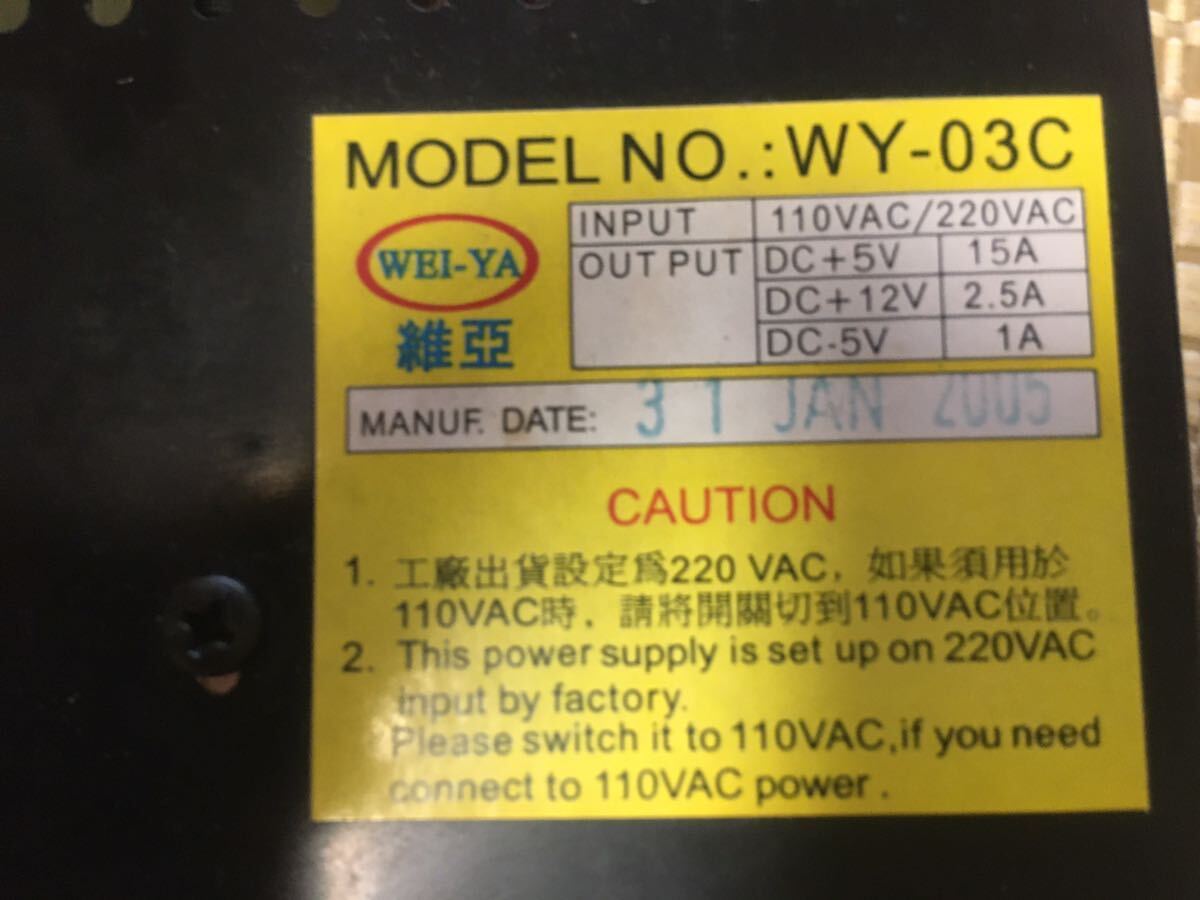 MODEL NO.:WY-03C
WEI-YA
維亞
INPUT 110VAC/220VAC
OUTPUT DC+5V 15A
DC+12V 2.5A
DC-5V 1A
MANUF. DATE: 31 JAN 2005
CAUTION
1. 工廠出貨設定爲220 VAC, 如果須用於
110VAC時, 請將開關切到110VAC位置。
2. This power supply is set up on 220VAC
input by factory.
Please switch it to 110VAC,if you need
connect to 110VAC power .